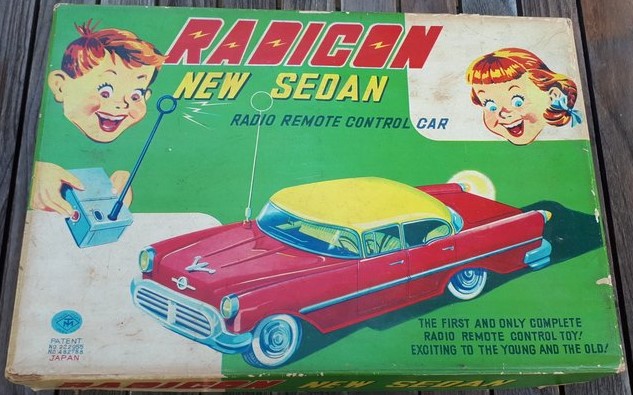 RADICON
NEW SEDAN
RADIO REMOTE CONTROL CAR
THE FIRST AND ONLY COMPLETE
RADIO REMOTE CONTROL TOY!
EXCITING TO THE YOUNG AND THE OLD!
PATENT
JAPAN
RADICON NEW SEDAN